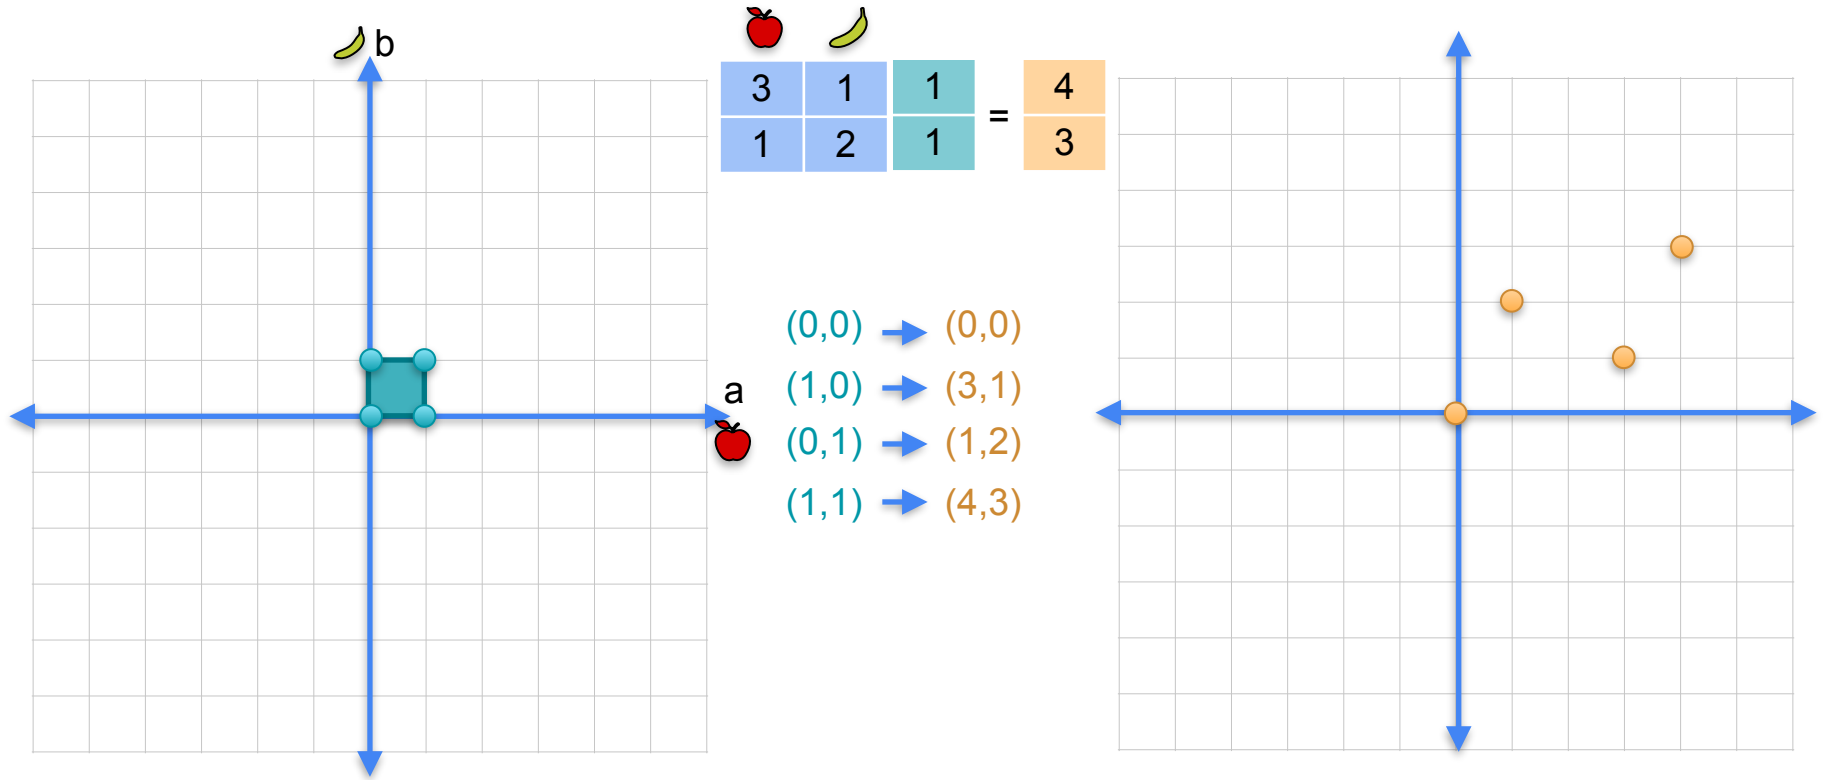 b
3 1 1 = 4
1 2 1 3
a
(0,0) (0,0)
(1,0) (3,1)
(0,1) (1,2)
(1,1) (4,3)